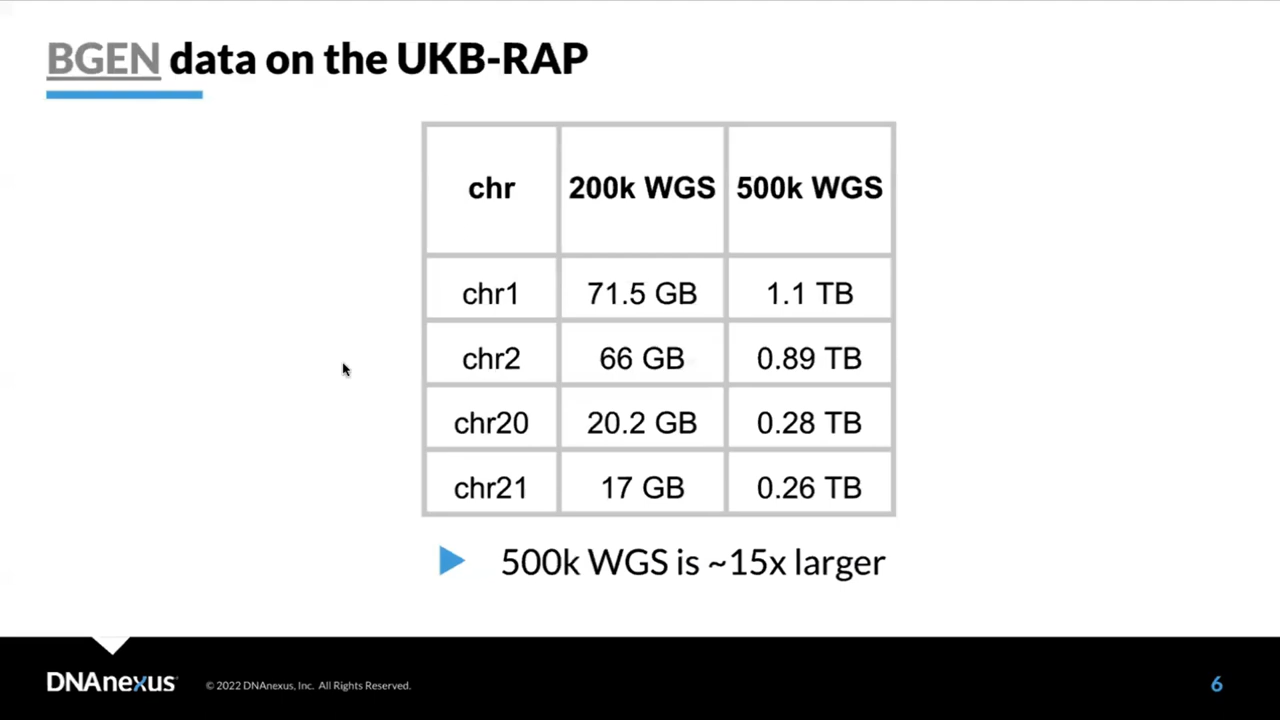 BGEN data on the UKB-RAP
chr 200k WGS 500k WGS
chr1 71.5 GB 1.1 TB
chr2 66 GB 0.89 TB
chr20 20.2 GB 0.28 TB
chr21 17 GB 0.26 TB
500k WGS is ~15x larger
DNAnexus © 2022 DNAnexus, Inc. All Rights Reserved. 6